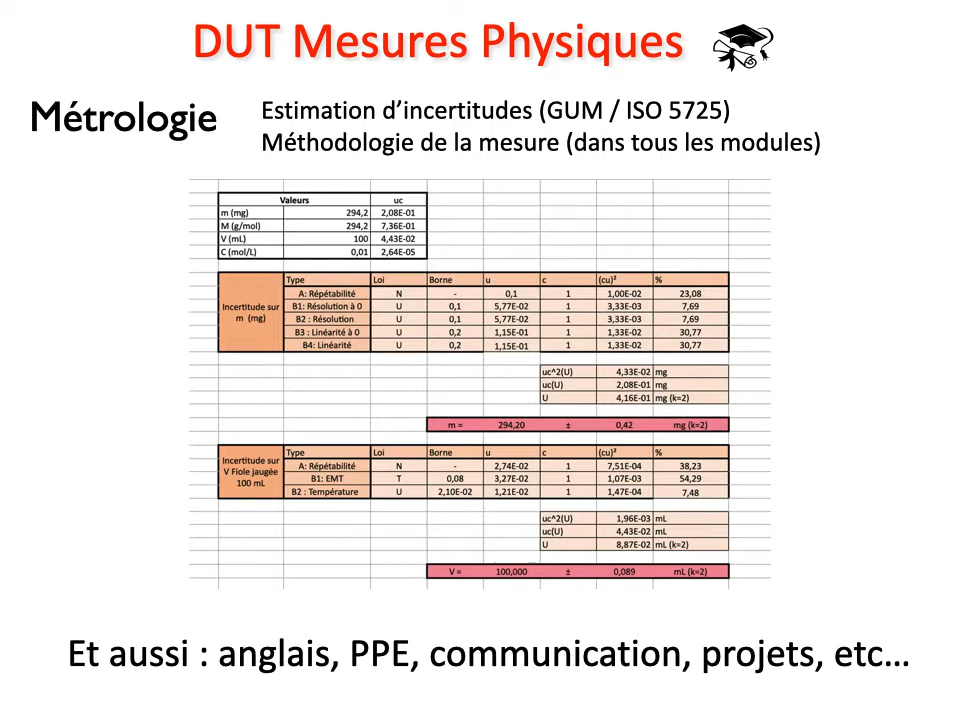 DUT Mesures Physiques
Métrologie
Estimation d’incertitudes (GUM / ISO 5725)
Méthodologie de la mesure (dans tous les modules)
Valeurs uc
m (mg) 294,2 2,08E-01
M (g/mol) 294,2 7,36E-01
V (mL) 100 4,43E-02
C (mol/L) 0,01 2,64E-05
Incertitude sur
m (mg)
Type Loi Borne u c (cu)² %
A: Répétabilité N - 0,1 1 1,00E-02 23,08
B1: Résolution à 0 U 0,1 5,77E-02 1 3,33E-03 7,69
B2 : Résolution U 0,1 5,77E-02 1 3,33E-03 7,69
B3 : Linéarité à 0 U 0,2 1,15E-01 1 1,33E-02 30,77
B4: Linéarité U 0,2 1,15E-01 1 1,33E-02 30,77
uc^2(U) 4,33E-02 mg
uc(U) 2,08E-01 mg
U 4,16E-01 mg (k=2)
m = 294,20 ± 0,42 mg (k=2)
Incertitude sur
V Fiole jaugée
100 mL
Type Loi Borne u c (cu)² %
A: Répétabilité N - 2,74E-02 1 7,51E-04 38,23
B1: EMT T 0,08 3,27E-02 1 1,07E-03 54,29
B2 : Température U 2,10E-02 1,21E-02 1 1,47E-04 7,48
uc^2(U) 1,96E-03 mL
uc(U) 4,43E-02 mL
U 8,87E-02 mL (k=2)
V = 100,000 ± 0,089 mL (k=2)
Et aussi : anglais, PPE, communication, projets, etc…